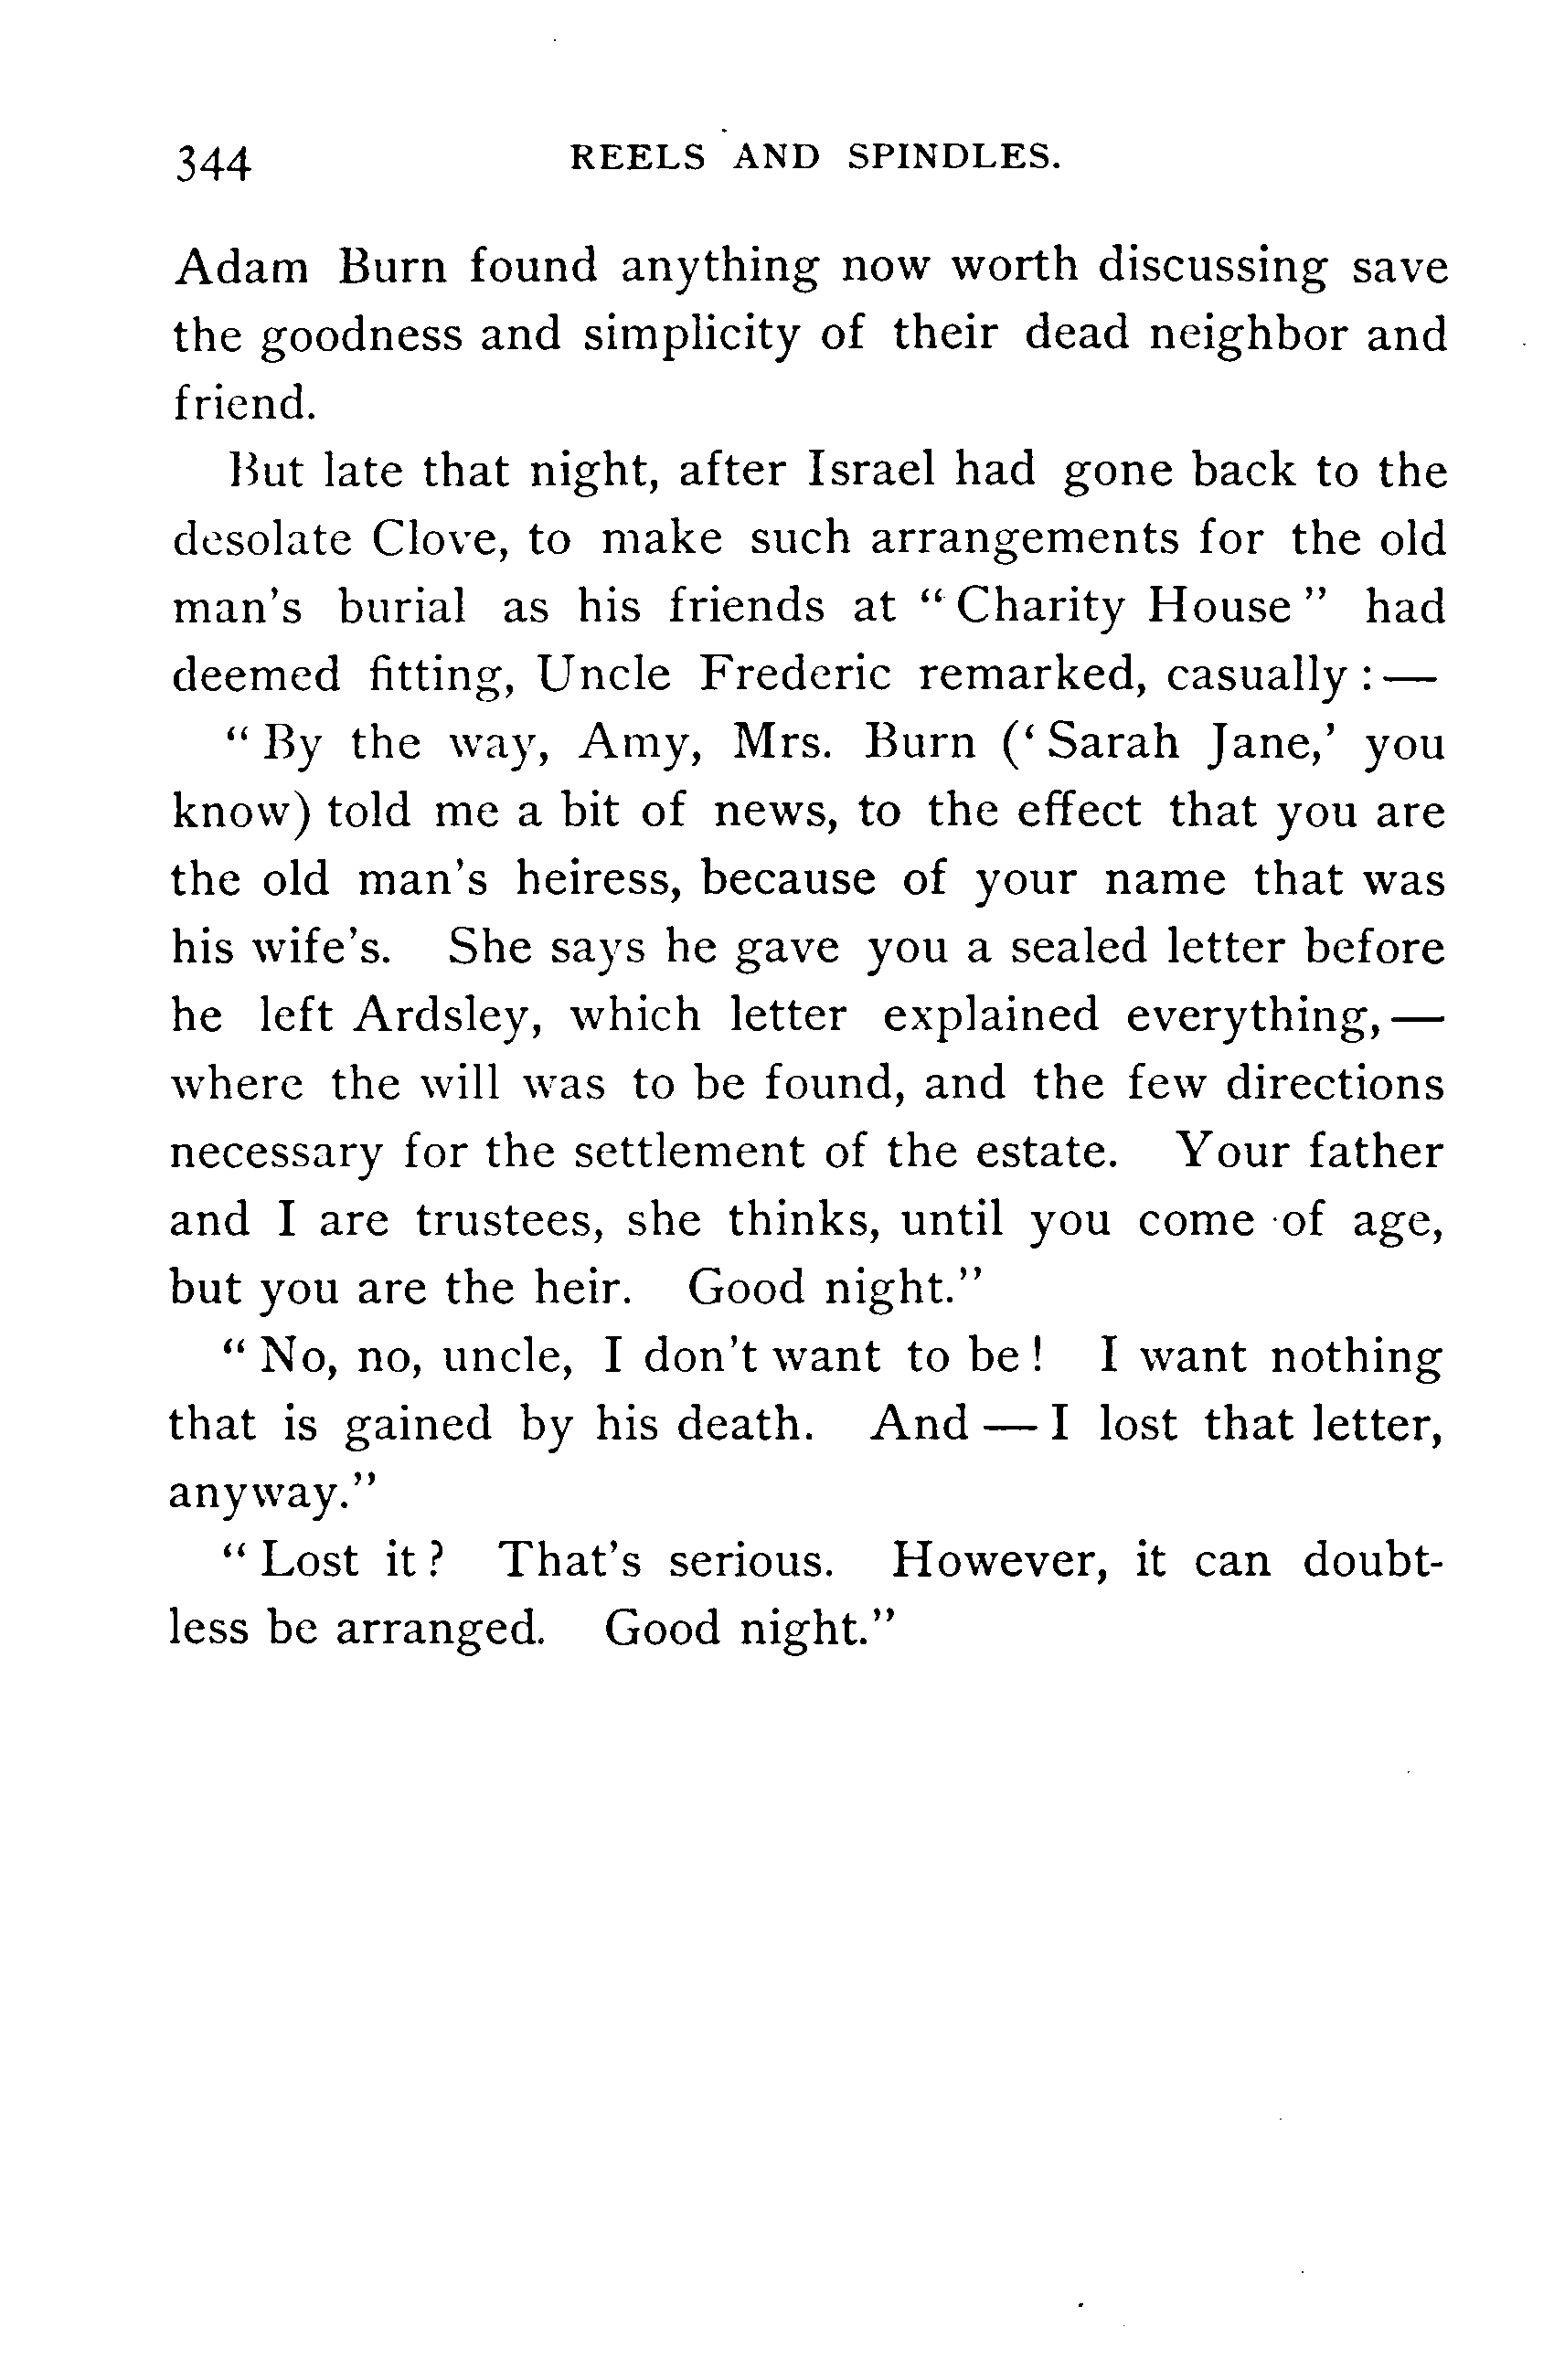 344 REELS AND SPINDLES.
Adam Burn found anything now worth discussing save
the goodness and simplicity of their dead neighbor and
friend.
But late that night, after Israel had gone back to the
desolate Clove, to make such arrangements for the old
man's burial as his friends at “Charity House” had
deemed fitting, Uncle Frederic remarked, casually:—
“By the way, Amy, Mrs. Burn (‘Sarah Jane,’ you
know) told me a bit of news, to the effect that you are
the old man's heiress, because of your name that was
his wife's. She says he gave you a sealed letter before
he left Ardsley, which letter explained everything,—
where the will was to be found, and the few directions
necessary for the settlement of the estate. Your father
and I are trustees, she thinks, until you come of age,
but you are the heir. Good night.”
“No, no, uncle, I don't want to be! I want nothing
that is gained by his death. And — I lost that letter,
anyway.”
“Lost it? That's serious. However, it can doubt-
less be arranged. Good night.”